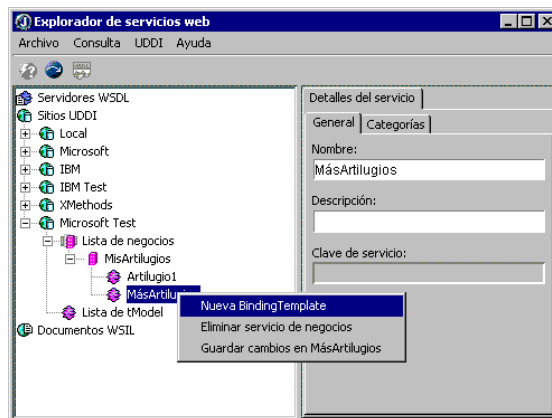 Explorador de servicios web
Archivo Consulta UDDI Ayuda
Servidores WSDL
Sitios UDDI
Local
Microsoft
IBM
IBM Test
XMethods
Microsoft Test
Lista de negocios
MisArtilugios
Artilugio1
MásArtilugios
Lista de tModel
Documentos WSIL
Nueva BindingTemplate
Eliminar servicio de negocios
Guardar cambios en MásArtilugios
Detalles del servicio
General Categorías
Nombre:
MásArtilugios
Descripción:
Clave de servicio: